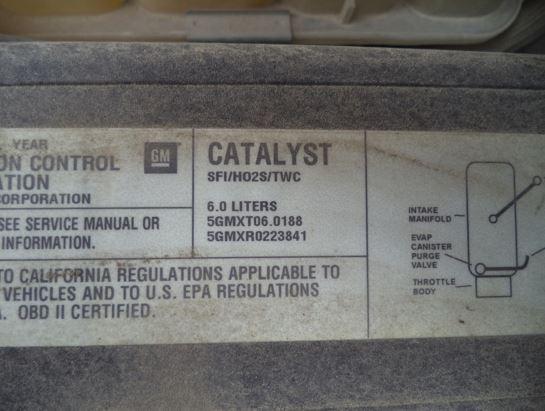 YEAR
ON CONTROL
ATION
CORPORATION
GM
SEE SERVICE MANUAL OR
INFORMATION.
CATALYST
SFI/HO2S/TWC
6.0 LITERS
5GMXT06.0188
5GMXR0223841
TO CALIFORNIA REGULATIONS APPLICABLE TO
VEHICLES AND TO U.S. EPA REGULATIONS
A. OBD II CERTIFIED.
INTAKE
MANIFOLD
EVAP
CANISTER
PURGE
VALVE
THROTTLE
BODY